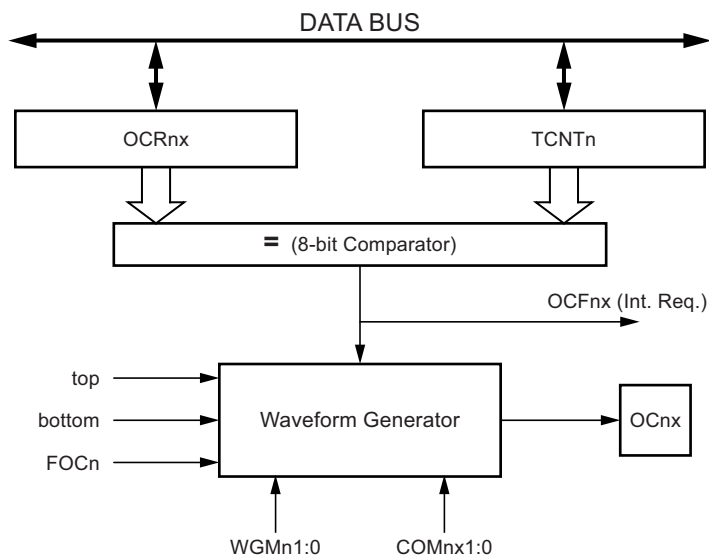 DATA BUS
OCRnx
TCNTn
= (8-bit Comparator)
OCFnx (Int. Req.)
top
bottom
FOCn
Waveform Generator
OCnx
WGMn1:0
COMnx1:0